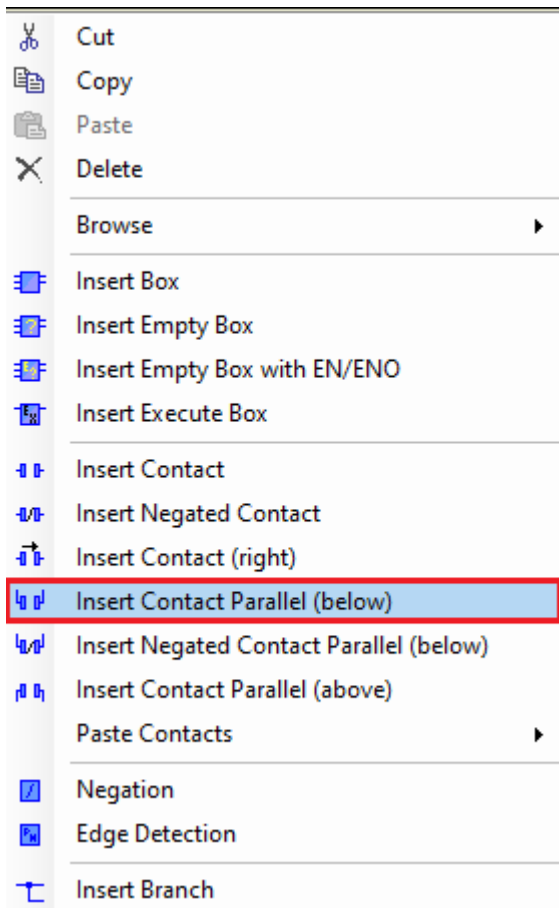 Cut
Copy
Paste
Delete
Browse
Insert Box
Insert Empty Box
Insert Empty Box with EN/ENO
Insert Execute Box
Insert Contact
Insert Negated Contact
Insert Contact (right)
Insert Contact Parallel (below)
Insert Negated Contact Parallel (below)
Insert Contact Parallel (above)
Paste Contacts
Negation
Edge Detection
Insert Branch